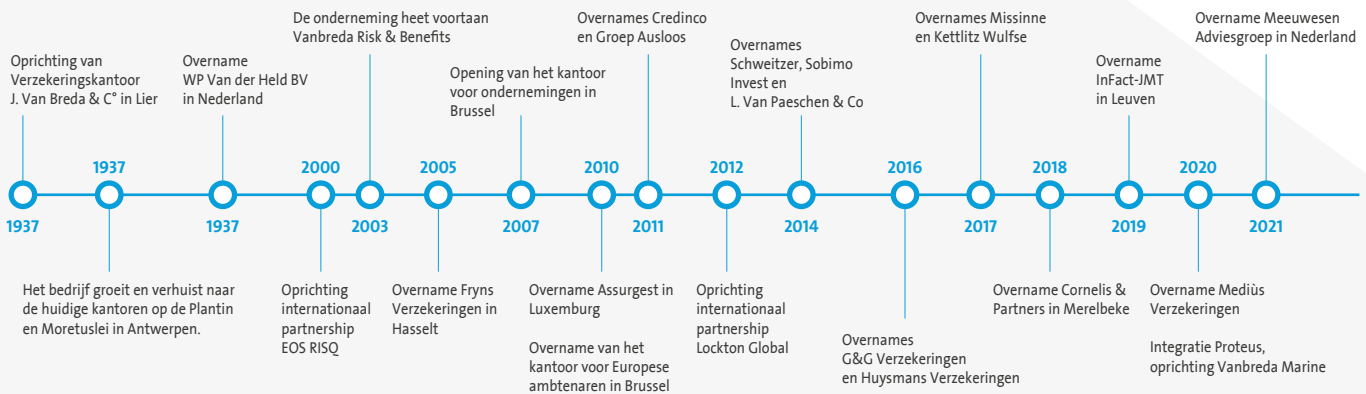 Oprichting van
Verzekeringskantoor
J. Van Breda & C° in Lier
1937
1937
Het bedrijf groeit en verhuist naar
de huidige kantoren op de Plantin
en Moretuslei in Antwerpen.
Overname
WP Van der Held BV
in Nederland
1937
2000
Oprichting
internationaal
partnership
EOS RISQ
De onderneming heet voortaan
Vanbreda Risk & Benefits
2003
2005
Overname Fryns
Verzekeringen in
Hasselt
Opening van het kantoor
voor ondernemingen in
Brussel
2007
2010
Overname Assurgest in
Luxemburg
Overname van het
kantoor voor Europese
ambtenaren in Brussel
Overnames Credinco
en Groep Ausloos
2011
2012
Oprichting
internationaal
partnership
Lockton Global
Overnames
Schweitzer, Sobimo
Invest en
L. Van Paeschen & Co
2014
2016
Overnames
G&G Verzekeringen
en Huysmans Verzekeringen
Overnames Missinne
en Kettlitz Wulfse
2017
2018
Overname Cornelis &
Partners in Merelbeke
Overname
InFact-JMT
in Leuven
2019
2020
Overname Mediùs
Verzekeringen
Integratie Proteus,
oprichting Vanbreda Marine
Overname Meeuwesen
Adviesgroep in Nederland
2021